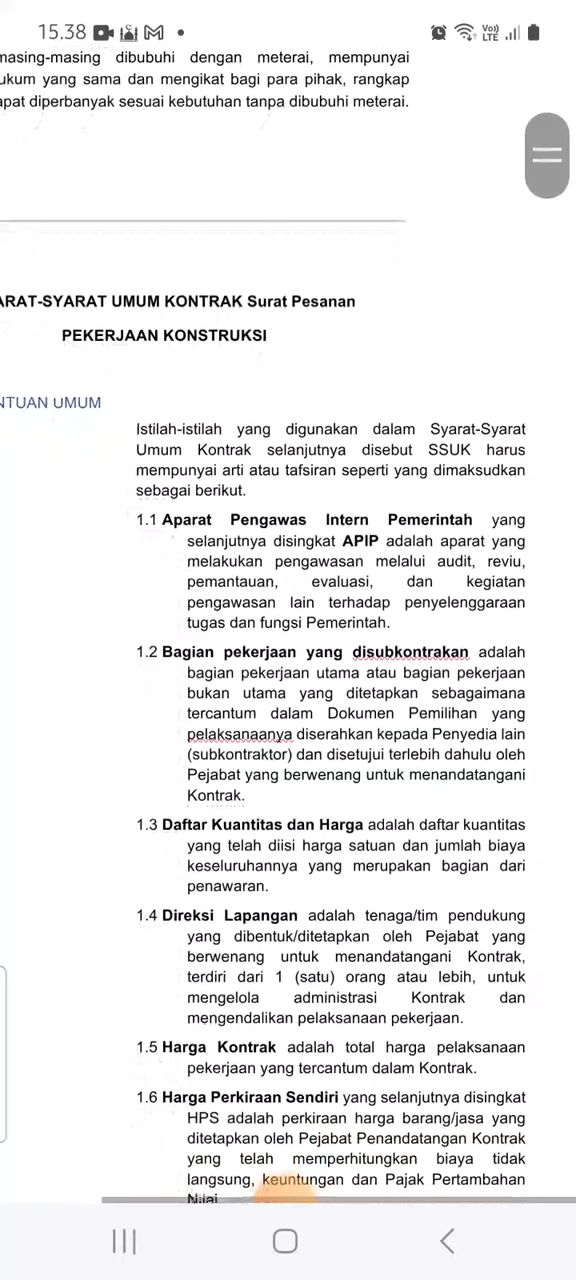 15.38
Vo))
LTE
masing-masing dibubuhi dengan meterai, mempunyai
ukum yang sama dan mengikat bagi para pihak, rangkap
apat diperbanyak sesuai kebutuhan tanpa dibubuhi meterai.
ARAT-SYARAT UMUM KONTRAK Surat Pesanan
PEKERJAAN KONSTRUKSI
NTUAN UMUM
Istilah-istilah yang digunakan dalam Syarat-Syarat
Umum Kontrak selanjutnya disebut SSUK harus
mempunyai arti atau tafsiran seperti yang dimaksudkan
sebagai berikut.
1.1 Aparat Pengawas Intern Pemerintah yang
selanjutnya disingkat APIP adalah aparat yang
melakukan pengawasan melalui audit, reviu,
pemantauan, evaluasi, dan kegiatan
pengawasan lain terhadap penyelenggaraan
tugas dan fungsi Pemerintah.
1.2 Bagian pekerjaan yang disubkontrakan adalah
bagian pekerjaan utama atau bagian pekerjaan
bukan utama yang ditetapkan sebagaimana
tercantum dalam Dokumen Pemilihan yang
pelaksanaanya diserahkan kepada Penyedia lain
(subkontraktor) dan disetujui terlebih dahulu oleh
Pejabat yang berwenang untuk menandatangani
Kontrak.
1.3 Daftar Kuantitas dan Harga adalah daftar kuantitas
yang telah diisi harga satuan dan jumlah biaya
keseluruhannya yang merupakan bagian dari
penawaran.
1.4 Direksi Lapangan adalah tenaga/tim pendukung
yang dibentuk/ditetapkan oleh Pejabat yang
berwenang untuk menandatangani Kontrak,
terdiri dari 1 (satu) orang atau lebih, untuk
mengelola administrasi Kontrak dan
mengendalikan pelaksanaan pekerjaan.
1.5 Harga Kontrak adalah total harga pelaksanaan
pekerjaan yang tercantum dalam Kontrak.
1.6 Harga Perkiraan Sendiri yang selanjutnya disingkat
HPS adalah perkiraan harga barang/jasa yang
ditetapkan oleh Pejabat Penandatangan Kontrak
yang telah memperhitungkan biaya tidak
langsung, keuntungan dan Pajak Pertambahan
Nilai